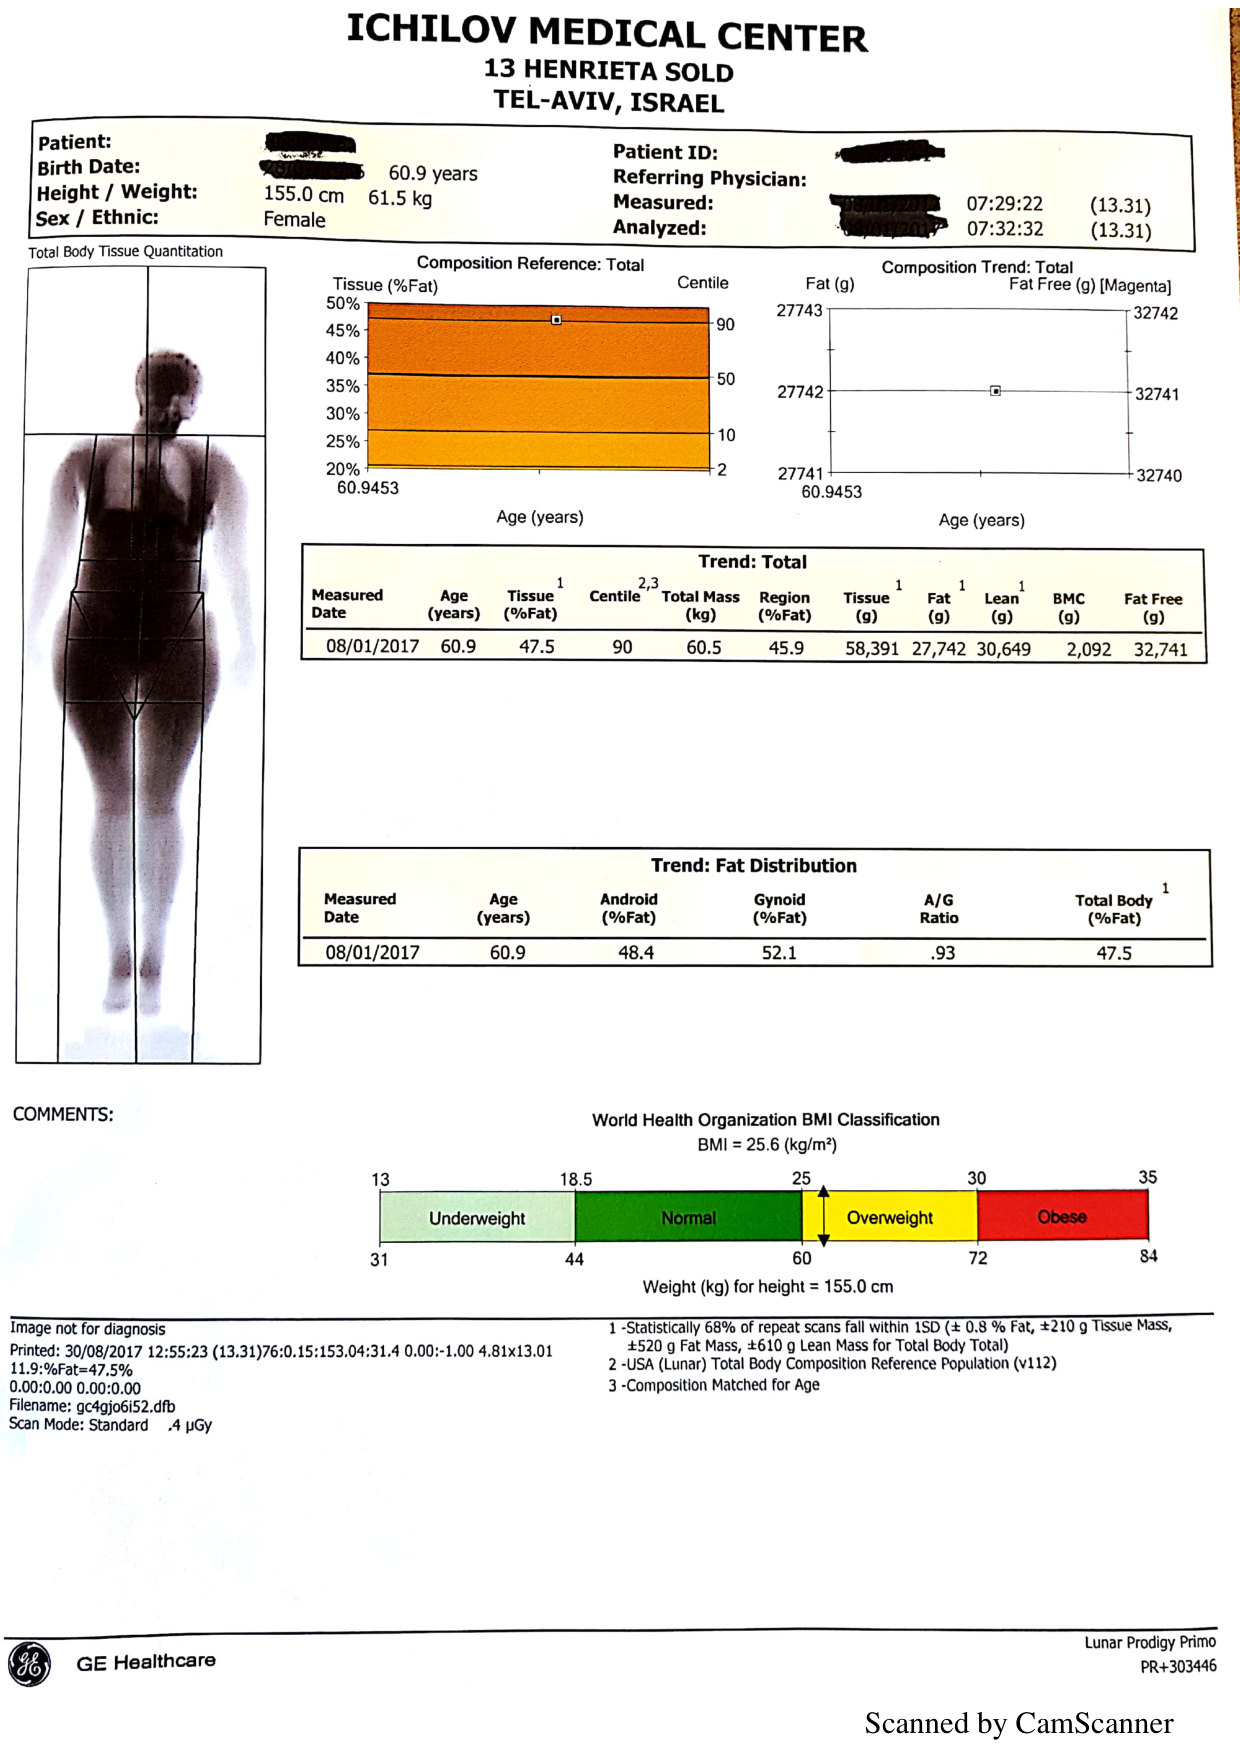 ICHILOV MEDICAL CENTER
13 HENRIETA SOLD
TEL-AVIV, ISRAEL
Patient:
Birth Date: 60.9 years
Height / Weight: 155.0 cm 61.5 kg
Sex / Ethnic: Female
Patient ID:
Referring Physician:
Measured: 07:29:22 (13.31)
Analyzed: 07:32:32 (13.31)
Total Body Tissue Quantitation
Composition Reference: Total
Tissue (%Fat) Centile
50%
45% 90
40%
35% 50
30%
25% 10
20% 2
60.9453
Age (years)
Composition Trend: Total
Fat (g) Fat Free (g) [Magenta]
27743 32742
27742 32741
27741 32740
60.9453
Age (years)
Trend: Total
Measured Age Tissue 1 Centile 2,3 Total Mass Region Tissue 1 Fat 1 Lean 1 BMC Fat Free
Date (years) (%Fat) (kg) (%Fat) (g) (g) (g) (g) (g)
08/01/2017 60.9 47.5 90 60.5 45.9 58,391 27,742 30,649 2,092 32,741
Trend: Fat Distribution
Measured Age Android Gynoid A/G Total Body 1
Date (years) (%Fat) (%Fat) Ratio (%Fat)
08/01/2017 60.9 48.4 52.1 .93 47.5
COMMENTS:
World Health Organization BMI Classification
BMI = 25.6 (kg/m²)
13 18.5 25 30 35
Underweight Normal Overweight Obese
31 44 60 72 84
Weight (kg) for height = 155.0 cm
Image not for diagnosis
Printed: 30/08/2017 12:55:23 (13.31)76:0.15:153.04:31.4 0.00:-1.00 4.81x13.01
11.9:%Fat=47.5%
0.00:0.00 0.00:0.00
Filename: gc4gjo6i52.dfb
Scan Mode: Standard .4 µGy
1 -Statistically 68% of repeat scans fall within 1SD (± 0.8 % Fat, ±210 g Tissue Mass,
±520 g Fat Mass, ±610 g Lean Mass for Total Body Total)
2 -USA (Lunar) Total Body Composition Reference Population (v112)
3 -Composition Matched for Age
GE
GE Healthcare
Lunar Prodigy Primo
PR+303446
Scanned by CamScanner